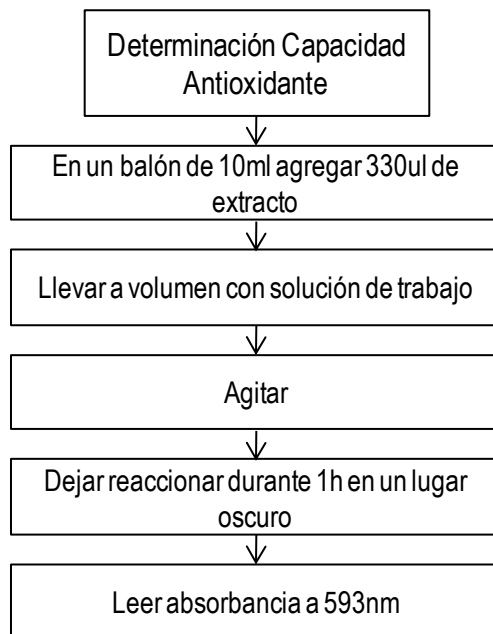 Determinación Capacidad
Antioxidante
En un balón de 10ml agregar 330ul de
extracto
Llevar a volumen con solución de trabajo
Agitar
Dejar reaccionar durante 1h en un lugar
oscuro
Leer absorbancia a 593nm